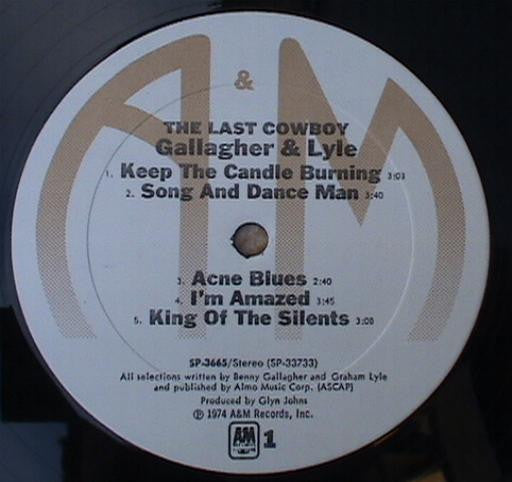 A & M
THE LAST COWBOY
Gallagher & Lyle
1. Keep The Candle Burning 3:03
2. Song And Dance Man 3:40
3. Acne Blues 2:40
4. I'm Amazed 3:45
5. King Of The Silents 3:08
SP-3665/Stereo (SP-33733)
All selections written by Benny Gallagher and Graham Lyle
and published by Almo Music Corp. (ASCAP)
Produced by Glyn Johns
℗ 1974 A&M Records, Inc.
A&M 1